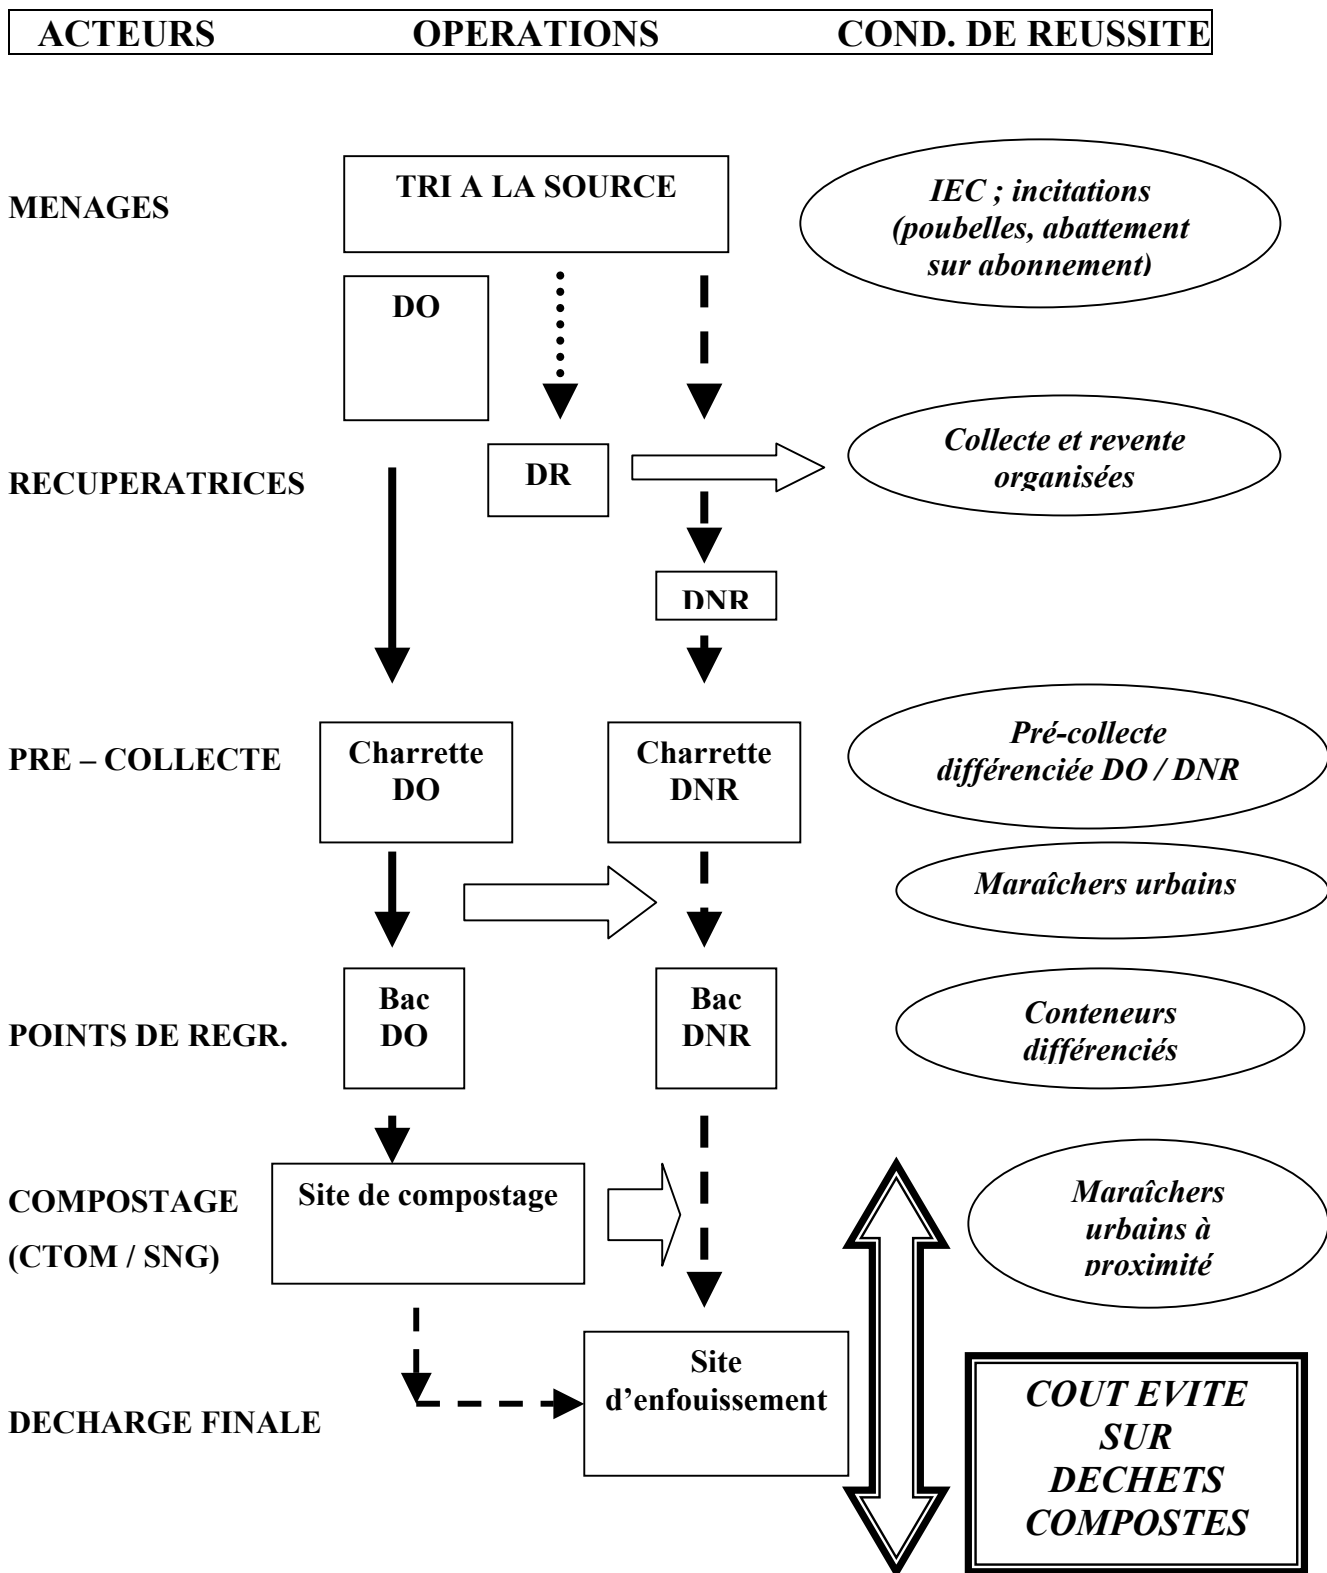 ACTEURS OPERATIONS COND. DE REUSSITE
MENAGES
TRI A LA SOURCE
IEC ; incitations
(poubelles, abattement
sur abonnement)
DO
RECUPERATRICES
DR
Collecte et revente
organisées
DNR
PRE – COLLECTE
Charrette
DO
Charrette
DNR
Pré-collecte
différenciée DO / DNR
Maraîchers urbains
POINTS DE REGR.
Bac
DO
Bac
DNR
Conteneurs
différenciés
COMPOSTAGE
(CTOM / SNG)
Site de compostage
Maraîchers
urbains à
proximité
DECHARGE FINALE
Site
d’enfouissement
COUT EVITE
SUR
DECHETS
COMPOSTES